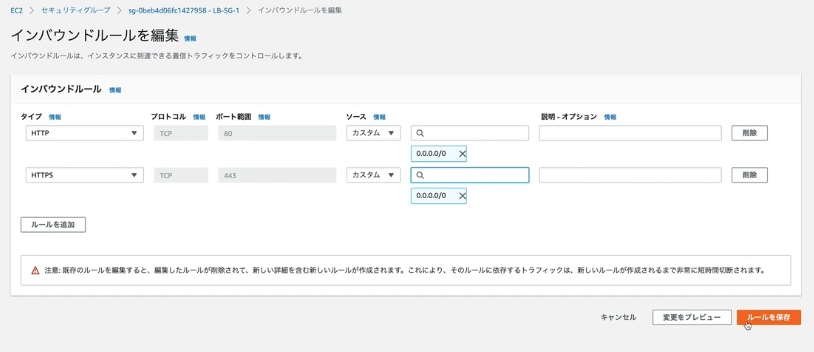 EC2 > セキュリティグループ > sg-0beb4d06fc1427958 - LB-SG-1 > インバウンドルールを編集
インバウンドルールを編集 情報
インバウンドルールは、インスタンスに到達できる着信トラフィックをコントロールします。
インバウンドルール 情報
タイプ 情報 プロトコル 情報 ポート範囲 情報 ソース 情報 説明 - オプション 情報
HTTP TCP 80 カスタム 削除
0.0.0.0/0
HTTPS TCP 443 カスタム 削除
0.0.0.0/0
ルールを追加
注意: 既存のルールを編集すると、編集したルールが削除されて、新しい詳細を含む新しいルールが作成されます。これにより、そのルールに依存するトラフィックは、新しいルールが作成されるまで非常に短時間切断されます。
キャンセル 変更をプレビュー ルールを保存